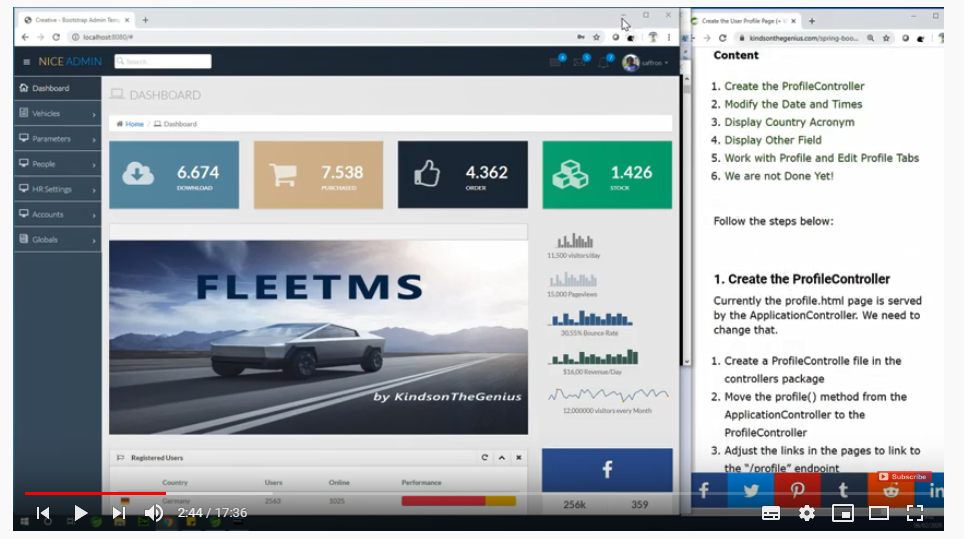 Creative - Bootstrap Admin Temp
Create the User Profile Page (+
localhost:8080/#
kindsonthegenius.com/spring-boo...
NICEADMIN
Search
saffron
Dashboard
Vehicles
Parameters
People
HR Settings
Accounts
Globals
DASHBOARD
Home / Dashboard
6.674
DOWNLOAD
7.538
PURCHASED
4.362
ORDER
1.426
STOCK
FLEETMS
by KindsonTheGenius
11,500 visitors/day
15,000 Pageviews
30,55% Bounce Rate
$16,00 Revenue/Day
12,000000 visitors every Month
Registered Users
Country Users Online Performance
Germany 2563 1025
256k 359
Content
1. Create the ProfileController
2. Modify the Date and Times
3. Display Country Acronym
4. Display Other Field
5. Work with Profile and Edit Profile Tabs
6. We are not Done Yet!
Follow the steps below:
1. Create the ProfileController
Currently the profile.html page is served
by the ApplicationController. We need to
change that.
1. Create a ProfileControlle file in the
controllers package
2. Move the profile() method from the
ApplicationController to the
ProfileController
3. Adjust the links in the pages to link to
the "/profile" endpoint
Subscribe
2:44 / 17:36